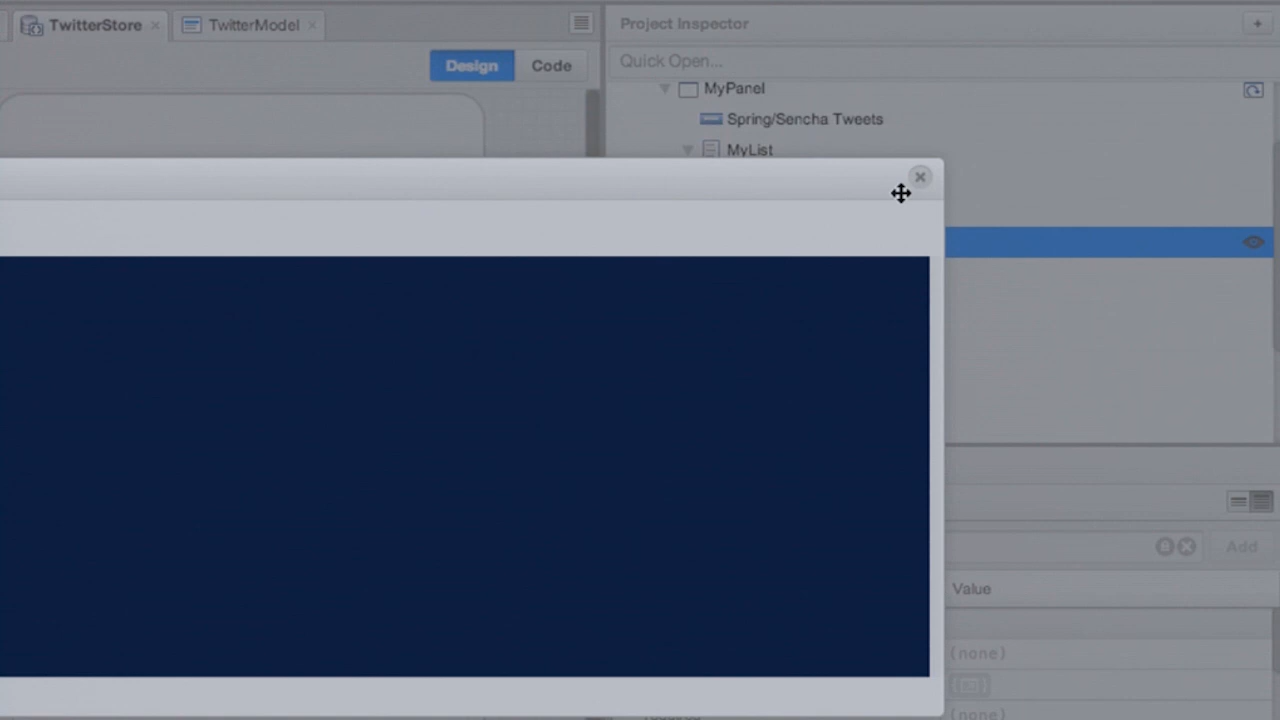 TwitterStore
TwitterModel
Project Inspector
Design
Code
Quick Open...
MyPanel
Spring/Sencha Tweets
MyList
Add
Value
(none)
(none)